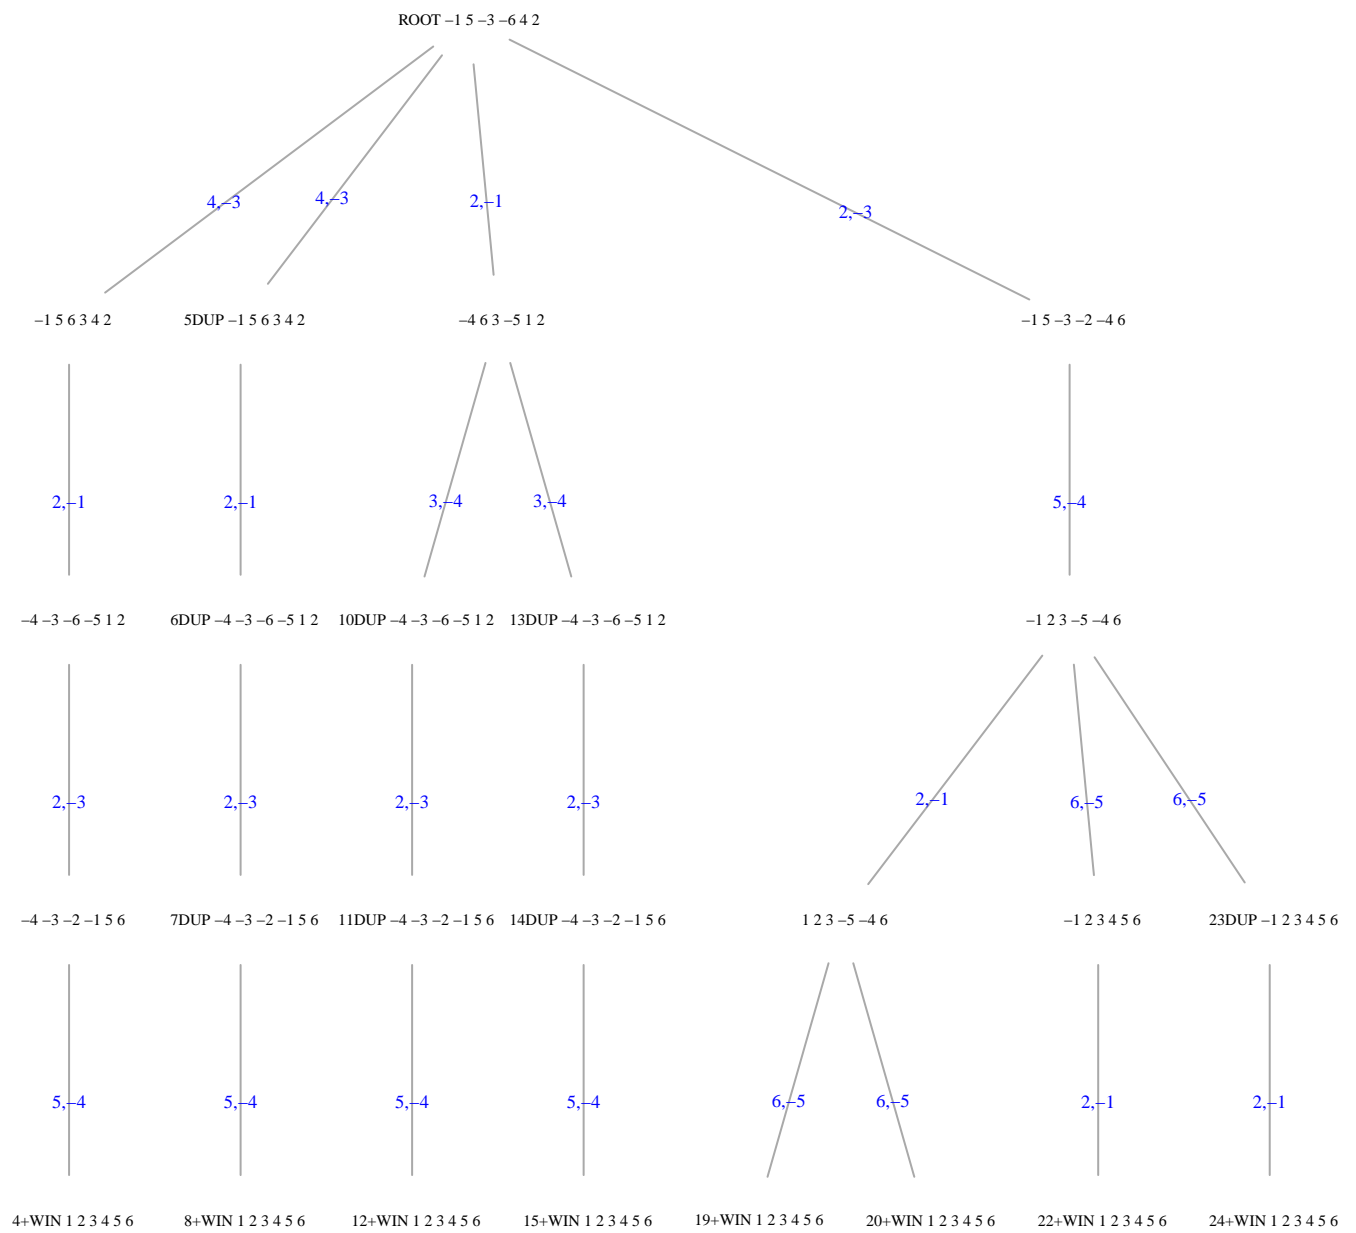 ROOT −1 5 −3 −6 4 2
4,−3
4,−3
2,−1
2,−3
−1 5 6 3 4 2
5DUP −1 5 6 3 4 2
−4 6 3 −5 1 2
−1 5 −3 −2 −4 6
2,−1
2,−1
3,−4
3,−4
5,−4
−4 −3 −6 −5 1 2
6DUP −4 −3 −6 −5 1 2
10DUP −4 −3 −6 −5 1 2
13DUP −4 −3 −6 −5 1 2
−1 2 3 −5 −4 6
2,−3
2,−3
2,−3
2,−3
2,−1
6,−5
6,−5
−4 −3 −2 −1 5 6
7DUP −4 −3 −2 −1 5 6
11DUP −4 −3 −2 −1 5 6
14DUP −4 −3 −2 −1 5 6
1 2 3 −5 −4 6
−1 2 3 4 5 6
23DUP −1 2 3 4 5 6
5,−4
5,−4
5,−4
5,−4
6,−5
6,−5
2,−1
2,−1
4+WIN 1 2 3 4 5 6
8+WIN 1 2 3 4 5 6
12+WIN 1 2 3 4 5 6
15+WIN 1 2 3 4 5 6
19+WIN 1 2 3 4 5 6
20+WIN 1 2 3 4 5 6
22+WIN 1 2 3 4 5 6
24+WIN 1 2 3 4 5 6